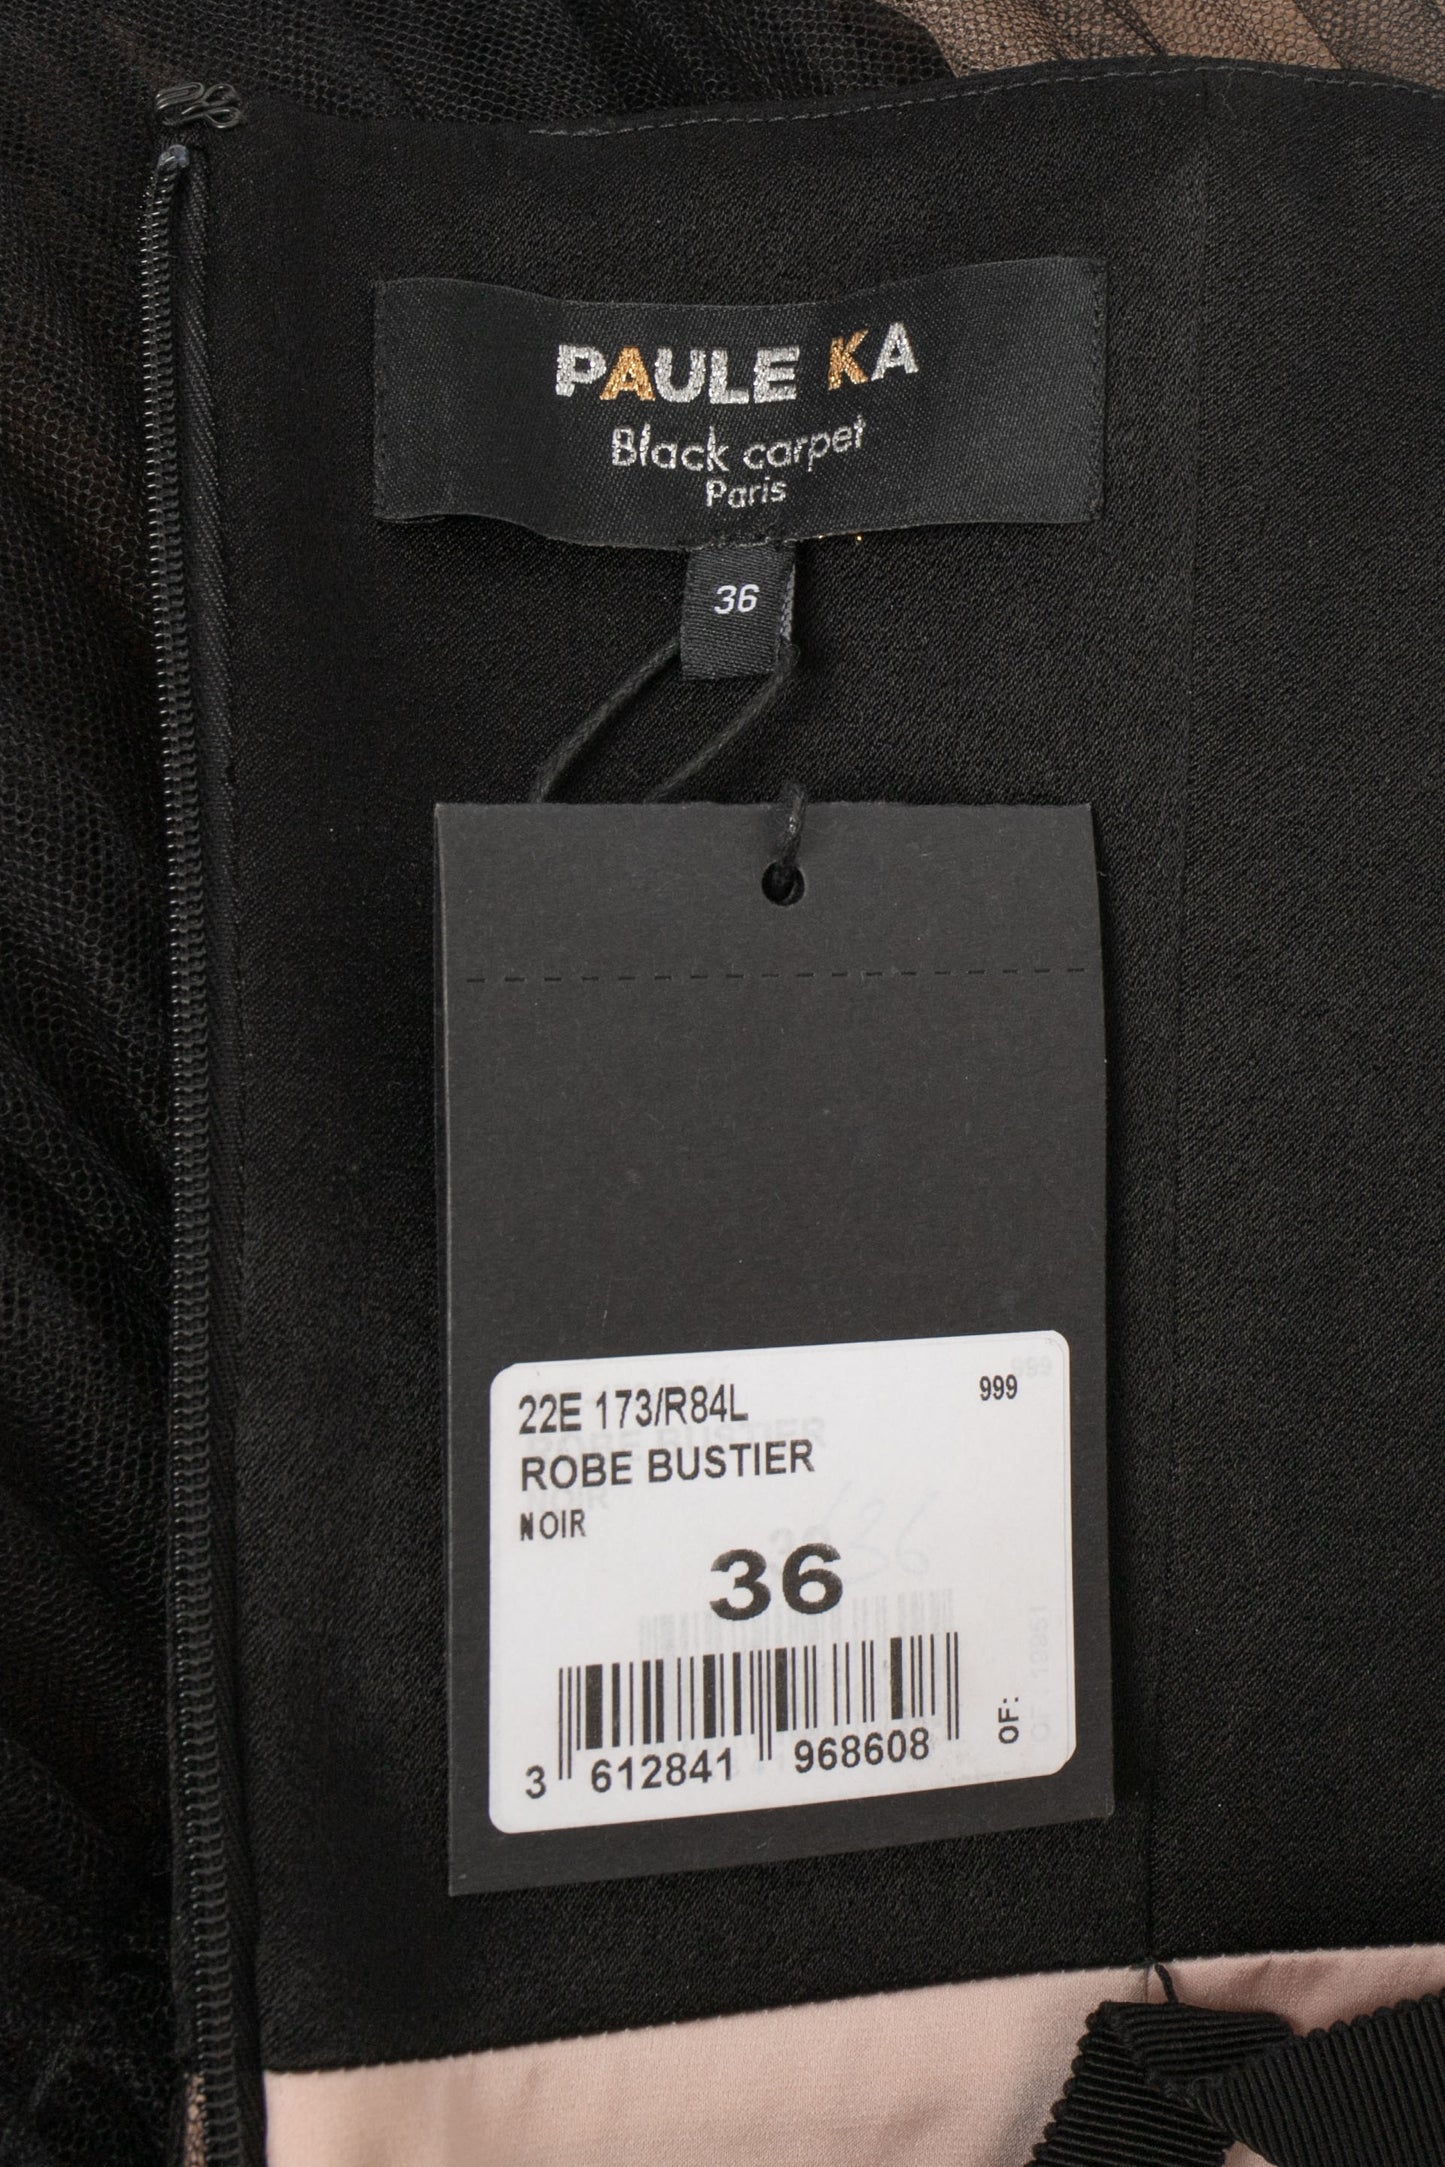 PAULE KA
Black carpet
Paris
36
22E 173/R84L 999
ROBE BUSTIER
NOIR
36
3 612841 968608
OF: